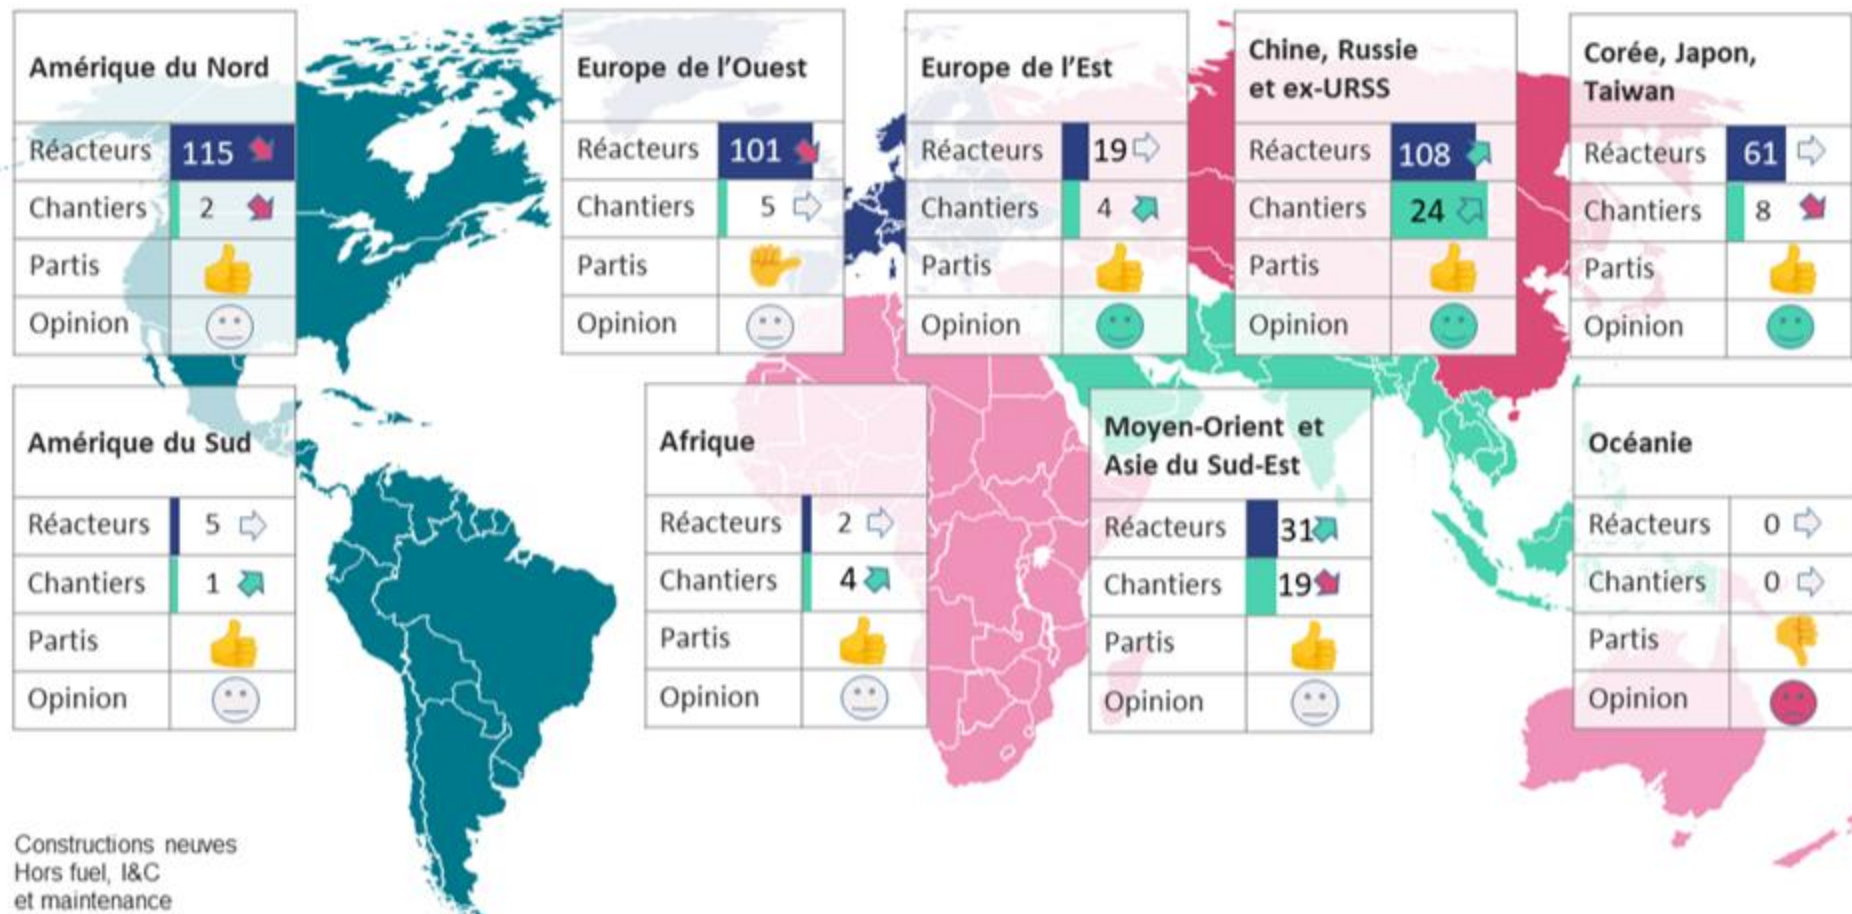 Amérique du Nord
Réacteurs 115
Chantiers 2
Partis
Opinion
Europe de l'Ouest
Réacteurs 101
Chantiers 5
Partis
Opinion
Europe de l'Est
Réacteurs 19
Chantiers 4
Partis
Opinion
Chine, Russie
et ex-URSS
Réacteurs 108
Chantiers 24
Partis
Opinion
Corée, Japon,
Taiwan
Réacteurs 61
Chantiers 8
Partis
Opinion
Amérique du Sud
Réacteurs 5
Chantiers 1
Partis
Opinion
Afrique
Réacteurs 2
Chantiers 4
Partis
Opinion
Moyen-Orient et
Asie du Sud-Est
Réacteurs 31
Chantiers 19
Partis
Opinion
Océanie
Réacteurs 0
Chantiers 0
Partis
Opinion
Constructions neuves
Hors fuel, I&C
et maintenance